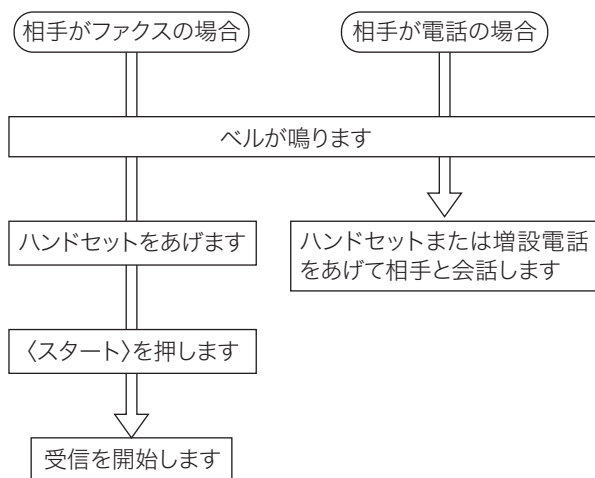 相手がファクスの場合
相手が電話の場合
ベルが鳴ります
ハンドセットをあげます
ハンドセットまたは増設電話
をあげて相手と会話します
〈スタート〉を押します
受信を開始します